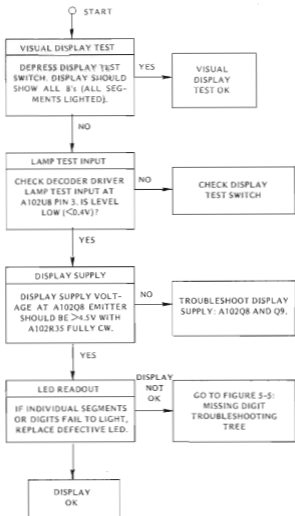 START
VISUAL DISPLAY TEST
DEPRESS DISPLAY TEST
SWITCH. DISPLAY SHOULD
SHOW ALL 8's (ALL SEG-
MENTS LIGHTED).
YES
VISUAL
DISPLAY
TEST OK
NO
LAMP TEST INPUT
CHECK DECODER DRIVER
LAMP TEST INPUT AT
A102U8 PIN 3. IS LEVEL
LOW (<0.4V)?
NO
CHECK DISPLAY
TEST SWITCH
YES
DISPLAY SUPPLY
DISPLAY SUPPLY VOLT-
AGE AT A102Q8 EMITTER
SHOULD BE >4.5V WITH
A102R35 FULLY CW.
NO
TROUBLESHOOT DISPLAY
SUPPLY: A102Q8 AND Q9.
YES
LED READOUT
IF INDIVIDUAL SEGMENTS
OR DIGITS FAIL TO LIGHT,
REPLACE DEFECTIVE LED.
DISPLAY
NOT
OK
GO TO FIGURE 5-5:
MISSING DIGIT
TROUBLESHOOTING
TREE
DISPLAY
OK